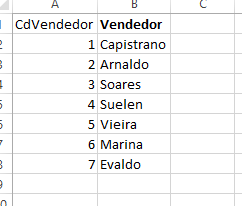 A B C
1 CdVendedor Vendedor
2 1 Capistrano
3 2 Arnaldo
4 3 Soares
5 4 Suelen
6 5 Vieira
7 6 Marina
8 7 Evaldo
9
10